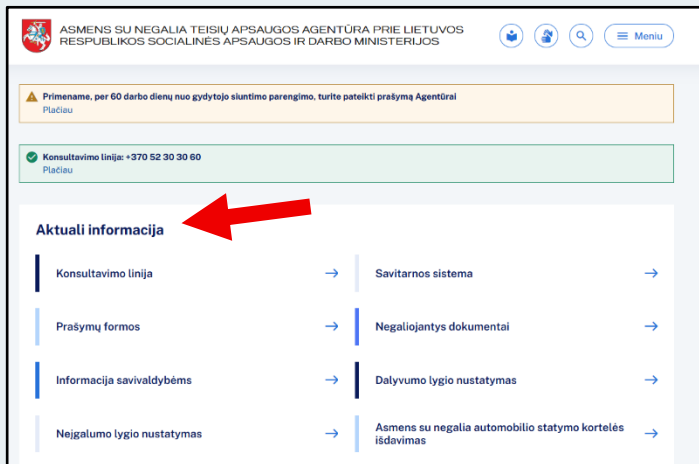 ASMENS SU NEGALIA TEISIŲ APSAUGOS AGENTŪRA PRIE LIETUVOS
RESPUBLIKOS SOCIALINĖS APSAUGOS IR DARBO MINISTERIJOS
Meniu
Primename, per 60 darbo dienų nuo gydytojo siuntimo parengimo, turite pateikti prašymą Agentūrai
Plačiau
Konsultavimo linija: +370 52 30 30 60
Plačiau
Aktuali informacija
Konsultavimo linija
Savitarnos sistema
Prašymų formos
Negaliojantys dokumentai
Informacija savivaldybėms
Dalyvumo lygio nustatymas
Neįgalumo lygio nustatymas
Asmens su negalia automobilio statymo kortelės
išdavimas